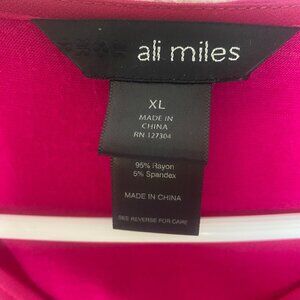 ali miles
XL
MADE IN
CHINA
RN 127304
95% Rayon
5% Spandex
MADE IN CHINA
SEE REVERSE FOR CARE